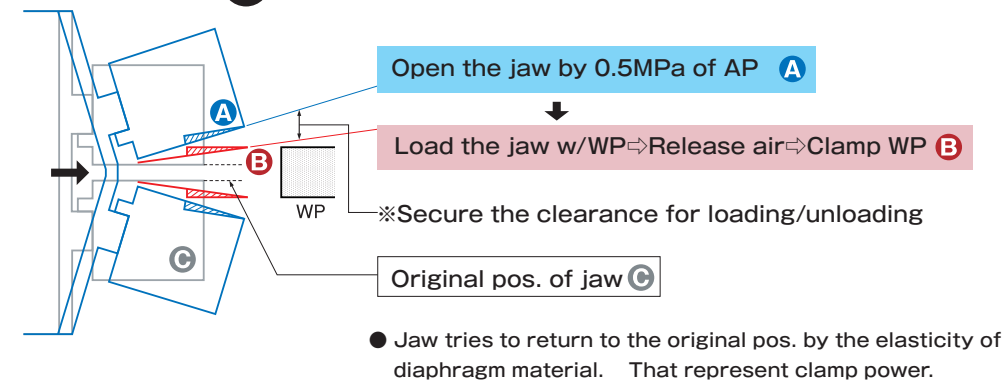 Open the jaw by 0.5MPa of AP Ⓐ
Load the jaw w/WP⇨Release air⇨Clamp WP Ⓑ
※Secure the clearance for loading/unloading
Original pos. of jaw Ⓒ
A
B
WP
C
● Jaw tries to return to the original pos. by the elasticity of
diaphragm material. That represent clamp power.